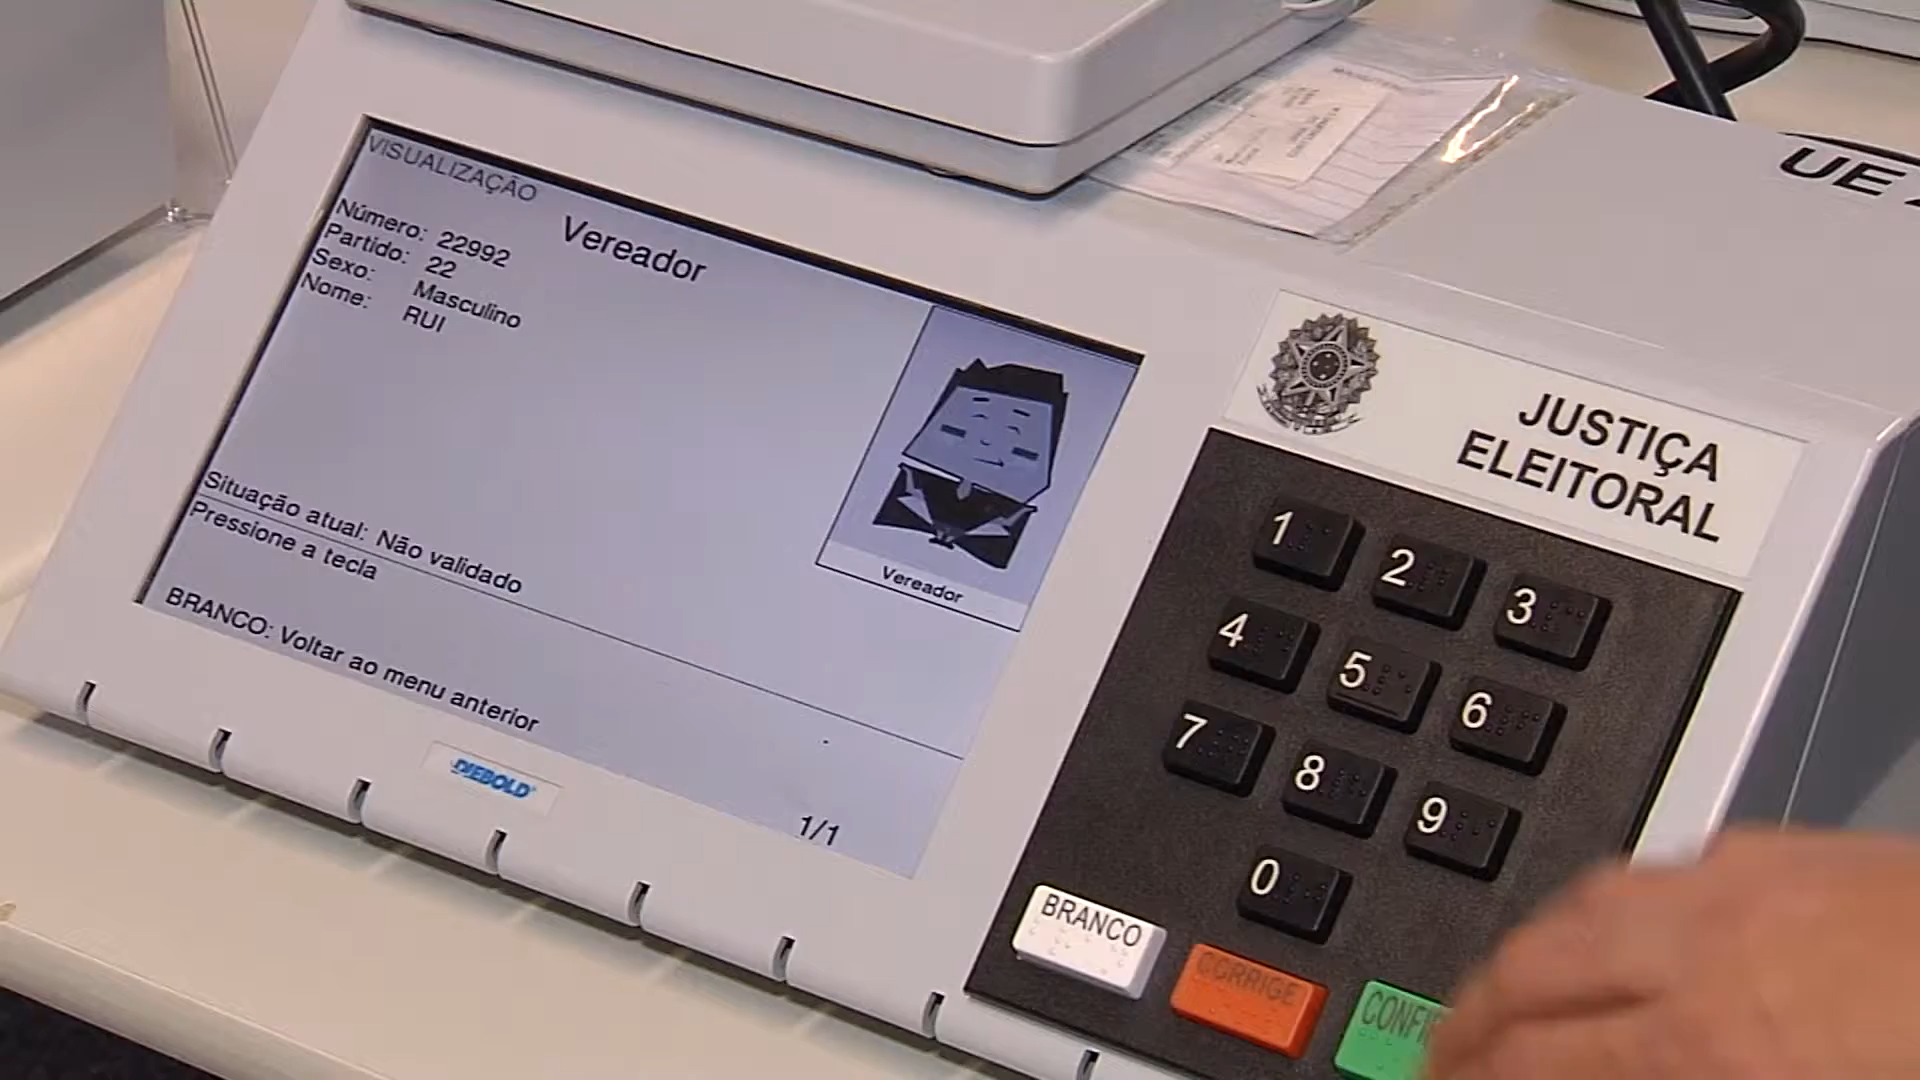 VISUALIZAÇÃO
Vereador
Número: 22992
Partido: 22
Sexo: Masculino
Nome: RUI
Vereador
Situação atual: Não validado
Pressione a tecla
BRANCO: Voltar ao menu anterior
1/1
DIEBOLD
UE
JUSTIÇA
ELEITORAL
1 2 3
4 5 6
7 8 9
0
BRANCO
CORRIGE